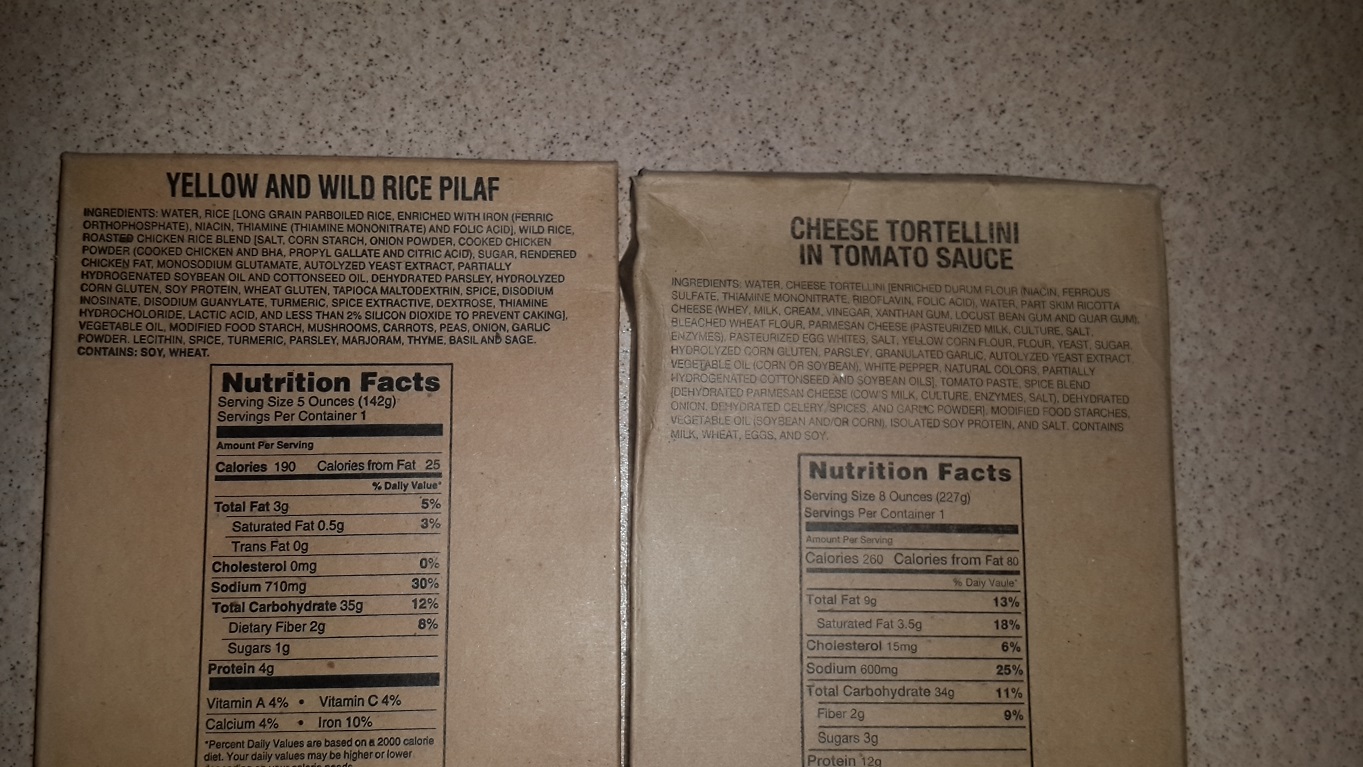 YELLOW AND WILD RICE PILAF
INGREDIENTS: WATER, RICE [LONG GRAIN PARBOILED RICE, ENRICHED WITH IRON (FERRIC
ORTHOPHOSPHATE), NIACIN, THIAMINE (THIAMINE MONONITRATE) AND FOLIC ACID], WILD RICE,
ROASTED CHICKEN RICE BLEND [SALT, CORN STARCH, ONION POWDER, COOKED CHICKEN
POWDER (COOKED CHICKEN AND BHA, PROPYL GALLATE AND CITRIC ACID), SUGAR, RENDERED
CHICKEN FAT, MONOSODIUM GLUTAMATE, AUTOLYZED YEAST EXTRACT, PARTIALLY
HYDROGENATED SOYBEAN OIL AND COTTONSEED OIL, DEHYDRATED PARSLEY, HYDROLYZED
CORN GLUTEN, SOY PROTEIN, WHEAT GLUTEN, TAPIOCA MALTODEXTRIN, SPICE, DISODIUM
INOSINATE, DISODIUM GUANYLATE, TURMERIC, SPICE EXTRACTIVE, DEXTROSE, THIAMINE
HYDROCHOLORIDE, LACTIC ACID, AND LESS THAN 2% SILICON DIOXIDE TO PREVENT CAKING],
VEGETABLE OIL, MODIFIED FOOD STARCH, MUSHROOMS, CARROTS, PEAS, ONION, GARLIC
POWDER. LECITHIN, SPICE, TURMERIC, PARSLEY, MARJORAM, THYME, BASIL AND SAGE.
CONTAINS: SOY, WHEAT.
Nutrition Facts
Serving Size 5 Ounces (142g)
Servings Per Container 1
Amount Per Serving
Calories 190 Calories from Fat 25
% Daily Value*
Total Fat 3g 5%
Saturated Fat 0.5g 3%
Trans Fat 0g
Cholesterol 0mg 0%
Sodium 710mg 30%
Total Carbohydrate 35g 12%
Dietary Fiber 2g 8%
Sugars 1g
Protein 4g
Vitamin A 4% • Vitamin C 4%
Calcium 4% • Iron 10%
*Percent Daily Values are based on a 2000 calorie
diet. Your daily values may be higher or lower
CHEESE TORTELLINI
IN TOMATO SAUCE
INGREDIENTS: WATER, CHEESE TORTELLINI [ENRICHED DURUM FLOUR (NIACIN, FERROUS
SULFATE, THIAMINE MONONITRATE, RIBOFLAVIN, FOLIC ACID), WATER, PART SKIM RICOTTA
CHEESE (WHEY, MILK, CREAM, VINEGAR, XANTHAN GUM, LOCUST BEAN GUM AND GUAR GUM),
BLEACHED WHEAT FLOUR, PARMESAN CHEESE (PASTEURIZED MILK, CULTURE, SALT,
ENZYMES), PASTEURIZED EGG WHITES, SALT, YELLOW CORN FLOUR, FLOUR, YEAST, SUGAR,
HYDROLYZED CORN GLUTEN, PARSLEY, GRANULATED GARLIC, AUTOLYZED YEAST EXTRACT,
VEGETABLE OIL (CORN OR SOYBEAN), WHITE PEPPER, NATURAL COLORS, PARTIALLY
HYDROGENATED COTTONSEED AND SOYBEAN OILS], TOMATO PASTE, SPICE BLEND
[DEHYDRATED PARMESAN CHEESE (COW'S MILK, CULTURE, ENZYMES, SALT), DEHYDRATED
ONION, DEHYDRATED CELERY, SPICES, AND GARLIC POWDER], MODIFIED FOOD STARCHES,
VEGETABLE OIL (SOYBEAN AND/OR CORN), ISOLATED SOY PROTEIN, AND SALT. CONTAINS
MILK, WHEAT, EGGS, AND SOY.
Nutrition Facts
Serving Size 8 Ounces (227g)
Servings Per Container 1
Amount Per Serving
Calories 260 Calories from Fat 80
% Daiy Vaule*
Total Fat 9g 13%
Saturated Fat 3.5g 18%
Cholesterol 15mg 6%
Sodium 600mg 25%
Total Carbohydrate 34g 11%
Fiber 2g 9%
Sugars 3g
Protein 12g